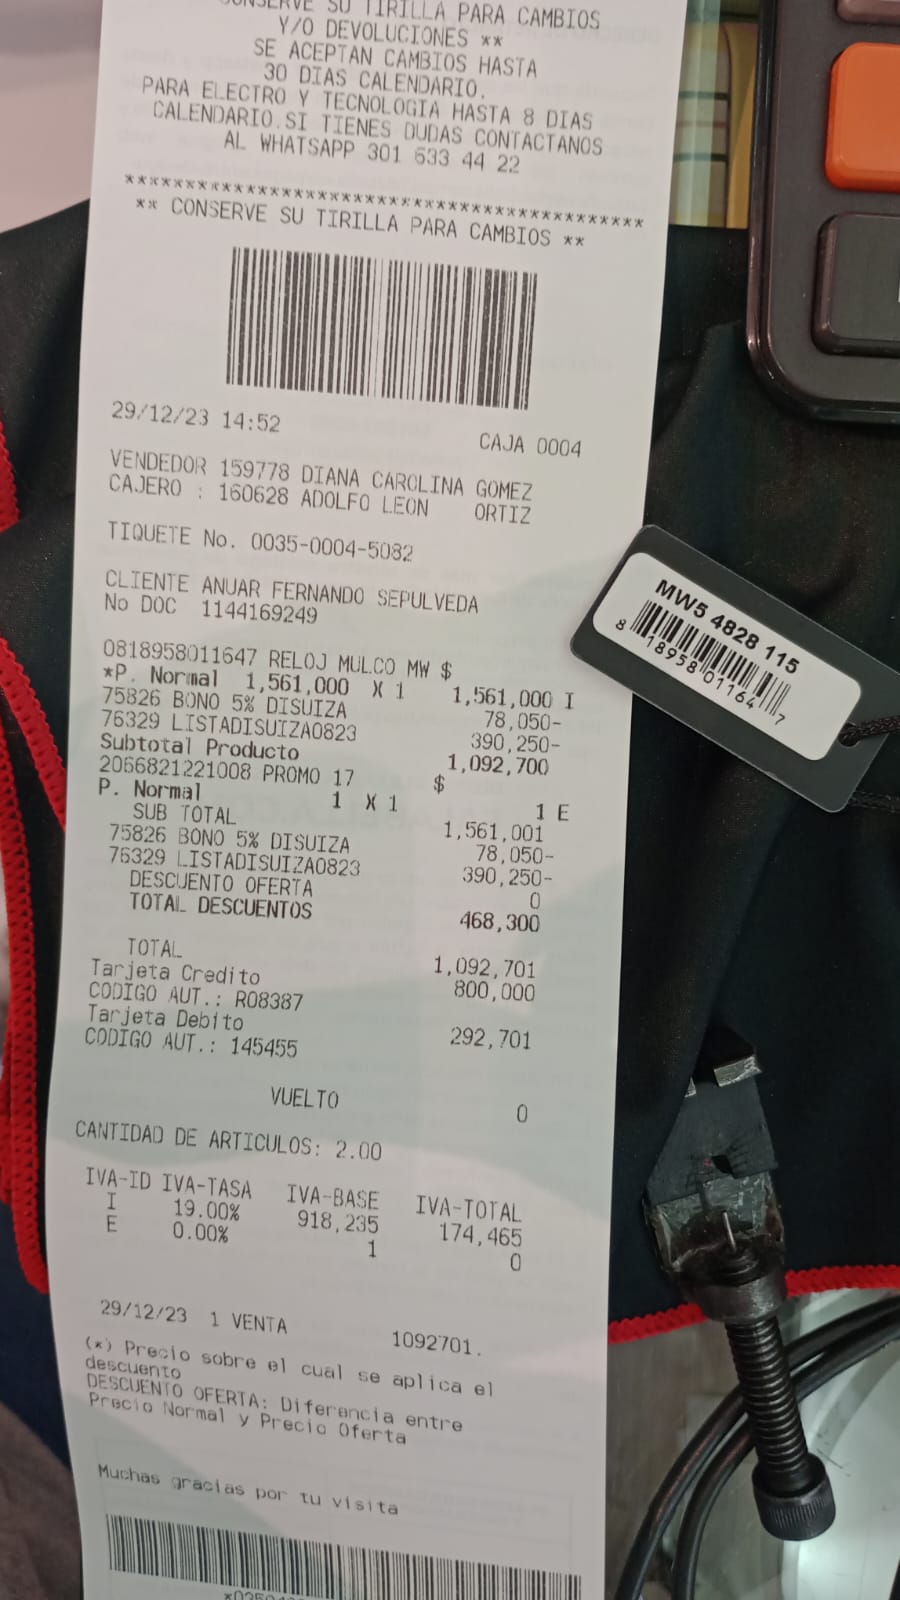 CONSERVE SU TIRILLA PARA CAMBIOS
Y/O DEVOLUCIONES **
SE ACEPTAN CAMBIOS HASTA
30 DIAS CALENDARIO.
PARA ELECTRO Y TECNOLOGIA HASTA 8 DIAS
CALENDARIO.SI TIENES DUDAS CONTACTANOS
AL WHATSAPP 301 633 44 22
******************************************
** CONSERVE SU TIRILLA PARA CAMBIOS **
29/12/23 14:52 CAJA 0004
VENDEDOR 159778 DIANA CAROLINA GOMEZ
CAJERO : 160628 ADOLFO LEON ORTIZ
TIQUETE No. 0035-0004-5082
CLIENTE ANUAR FERNANDO SEPULVEDA
No DOC 1144169249
0818958011647 RELOJ MULCO MW $
*P. Normal 1,561,000 X 1 1,561,000 I
75826 BONO 5% DISUIZA 78,050-
76329 LISTADISUIZA0823 390,250-
Subtotal Producto 1,092,700
2066821221008 PROMO 17 $
P. Normal 1 X 1 1 E
SUB TOTAL 1,561,001
75826 BONO 5% DISUIZA 78,050-
76329 LISTADISUIZA0823 390,250-
DESCUENTO OFERTA 0
TOTAL DESCUENTOS 468,300
TOTAL 1,092,701
Tarjeta Credito 800,000
CODIGO AUT.: R08387
Tarjeta Debito 292,701
CODIGO AUT.: 145455
VUELTO 0
CANTIDAD DE ARTICULOS: 2.00
IVA-ID IVA-TASA IVA-BASE IVA-TOTAL
I 19.00% 918,235 174,465
E 0.00% 1 0
29/12/23 1 VENTA 1092701.
(*) Precio sobre el cual se aplica el
descuento
DESCUENTO OFERTA: Diferencia entre
Precio Normal y Precio Oferta
Muchas gracias por tu visita
MW5 4828 115
8 18958 01164 7